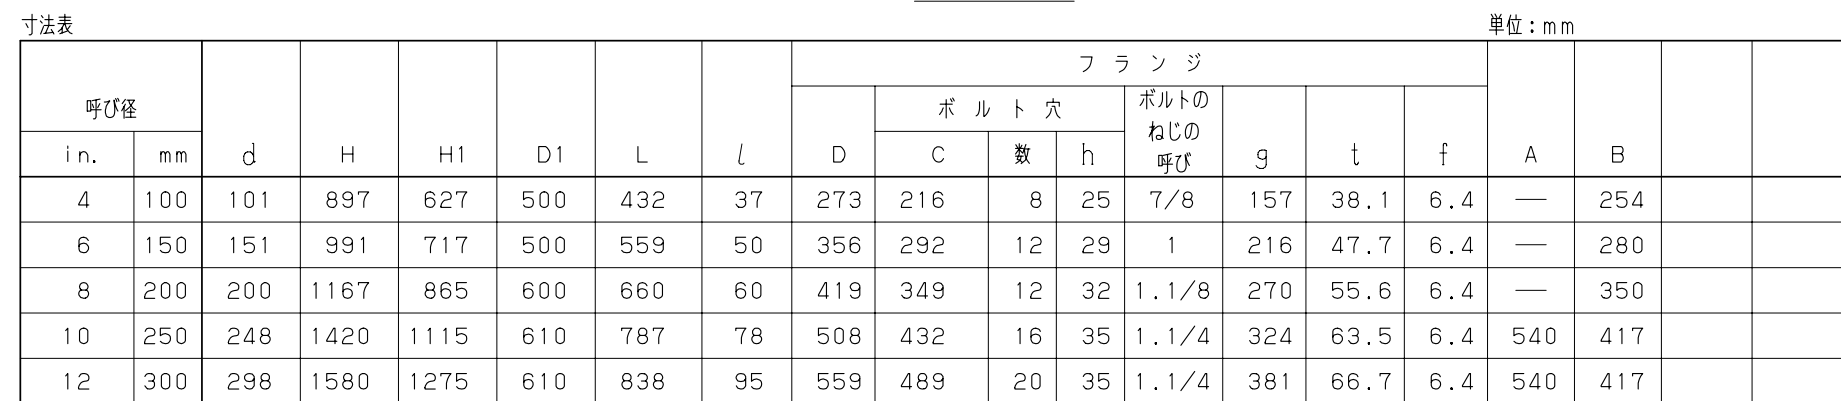 寸法表 単位：mm
フランジ
呼び径 ボルト穴 ボルトの
ねじの
呼び
in. mm d H H1 D1 L l D C 数 h g t f A B
4 100 101 897 627 500 432 37 273 216 8 25 7/8 157 38.1 6.4 — 254
6 150 151 991 717 500 559 50 356 292 12 29 1 216 47.7 6.4 — 280
8 200 200 1167 865 600 660 60 419 349 12 32 1.1/8 270 55.6 6.4 — 350
10 250 248 1420 1115 610 787 78 508 432 16 35 1.1/4 324 63.5 6.4 540 417
12 300 298 1580 1275 610 838 95 559 489 20 35 1.1/4 381 66.7 6.4 540 417